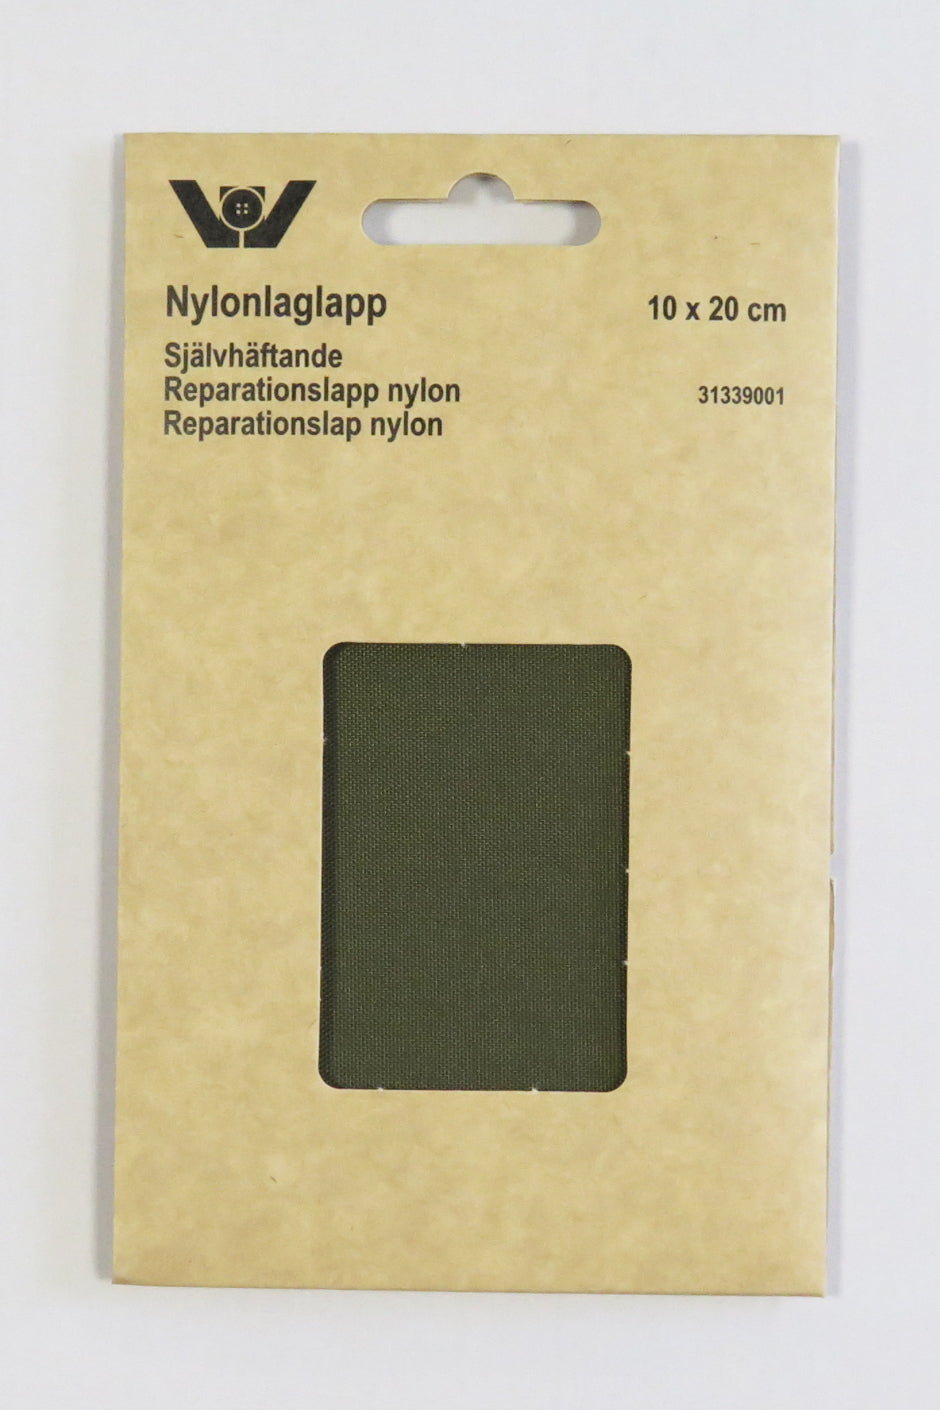 Nylonlaglapp
10 x 20 cm
Självhäftande
Reparationslapp nylon
31339001
Reparationslap nylon